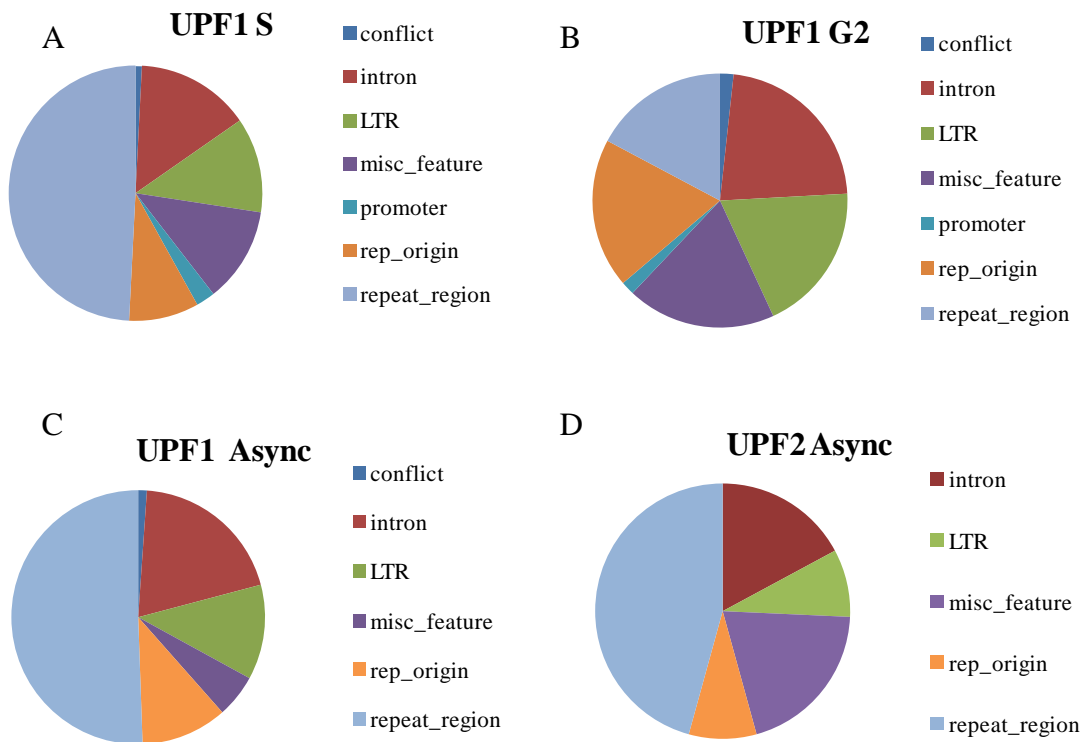 A
UPF1 S
conflict
intron
LTR
misc_feature
promoter
rep_origin
repeat_region
B
UPF1 G2
conflict
intron
LTR
misc_feature
promoter
rep_origin
repeat_region
C
UPF1 Async
conflict
intron
LTR
misc_feature
rep_origin
repeat_region
D
UPF2 Async
intron
LTR
misc_feature
rep_origin
repeat_region